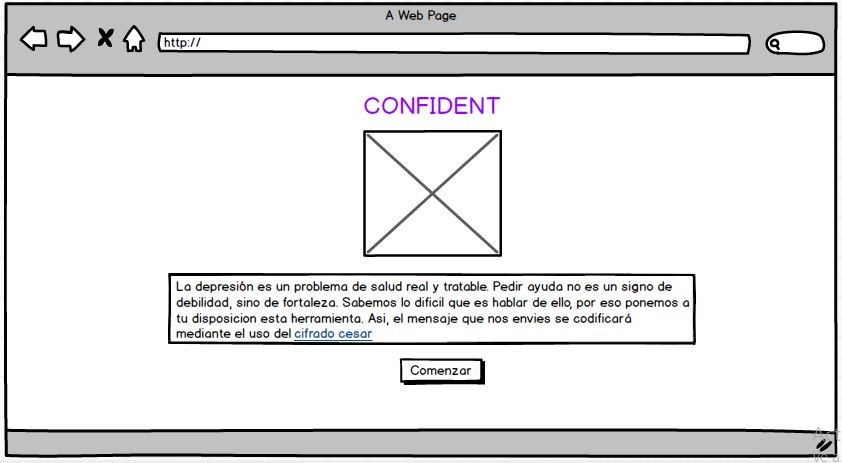 A Web Page
http://
CONFIDENT
La depresión es un problema de salud real y tratable. Pedir ayuda no es un signo de
debilidad, sino de fortaleza. Sabemos lo dificil que es hablar de ello, por eso ponemos a
tu disposicion esta herramienta. Asi, el mensaje que nos envies se codificará
mediante el uso del cifrado cesar
Comenzar